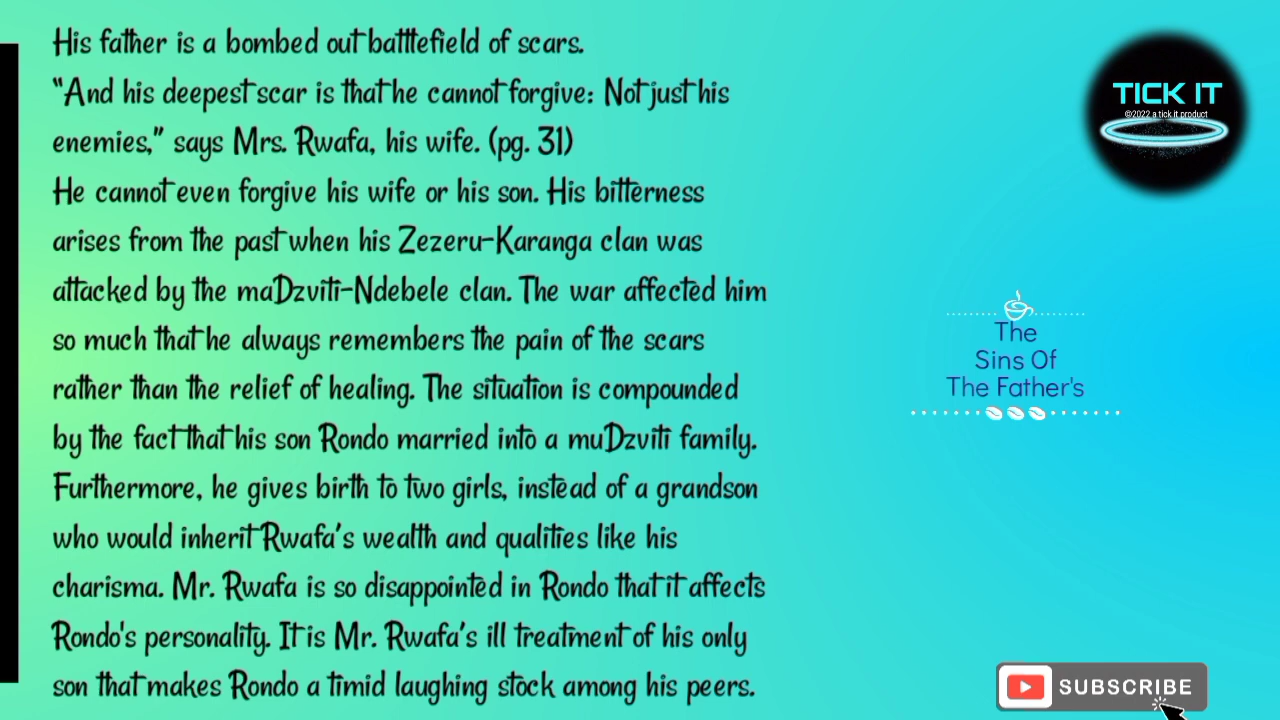 His father is a bombed out battlefield of scars.
"And his deepest scar is that he cannot forgive: Not just his
enemies," says Mrs. Rwafa, his wife. (pg. 31)
He cannot even forgive his wife or his son. His bitterness
arises from the past when his Zezeru-Karanga clan was
attacked by the maDzviti-Ndebele clan. The war affected him
so much that he always remembers the pain of the scars
rather than the relief of healing. The situation is compounded
by the fact that his son Rondo married into a muDzviti family.
Furthermore, he gives birth to two girls, instead of a grandson
who would inherit Rwafa's wealth and qualities like his
charisma. Mr. Rwafa is so disappointed in Rondo that it affects
Rondo's personality. It is Mr. Rwafa's ill treatment of his only
son that makes Rondo a timid laughing stock among his peers.
TICK IT
©2022 a tick it product
The
Sins Of
The Father's
SUBSCRIBE